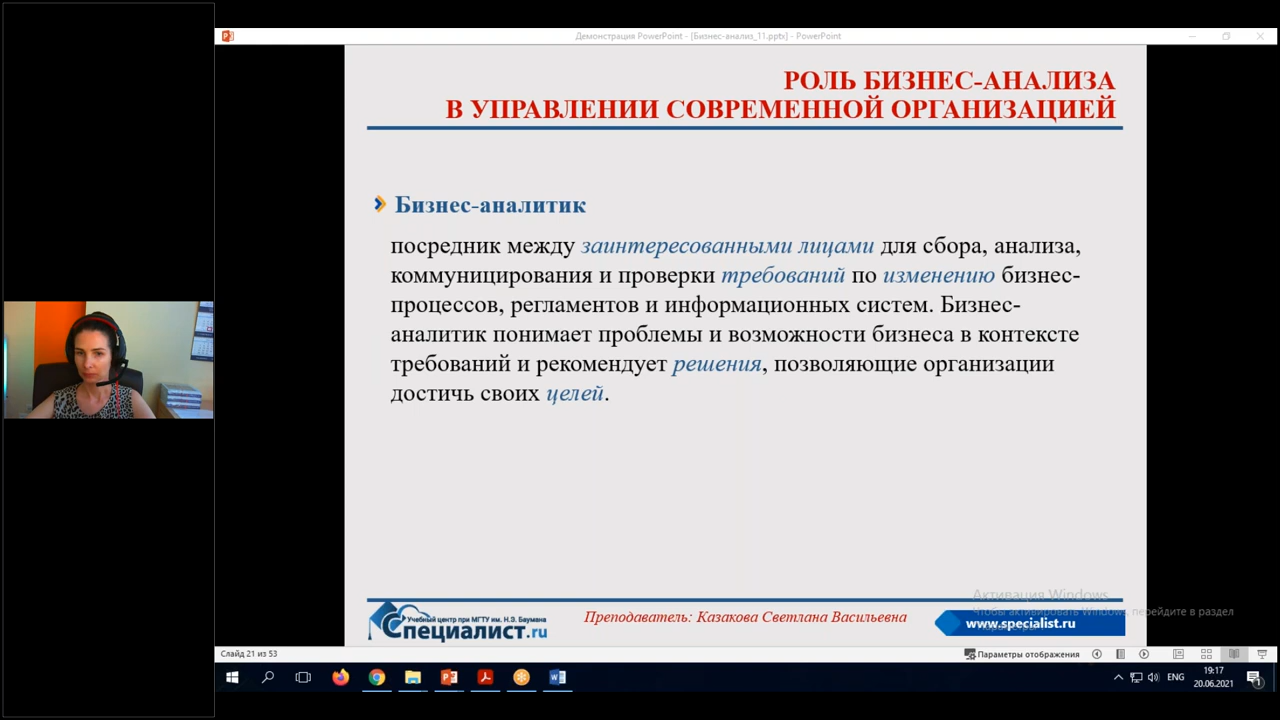 Демонстрация PowerPoint - [Бизнес-анализ_11.pptx] - PowerPoint
РОЛЬ БИЗНЕС-АНАЛИЗА
В УПРАВЛЕНИИ СОВРЕМЕННОЙ ОРГАНИЗАЦИЕЙ
Бизнес-аналитик
посредник между заинтересованными лицами для сбора, анализа,
коммуницирования и проверки требований по изменению бизнес-
процессов, регламентов и информационных систем. Бизнес-
аналитик понимает проблемы и возможности бизнеса в контексте
требований и рекомендует решения, позволяющие организации
достичь своих целей.
Учебный центр при МГТУ им. Н.Э. Баумана
Специалист.ru
Преподаватель: Казакова Светлана Васильевна
Активация Windows
Чтобы активировать Windows, перейдите в раздел
www.specialist.ru
Слайд 21 из 53
Параметры отображения
ENG
19:17
20.06.2021